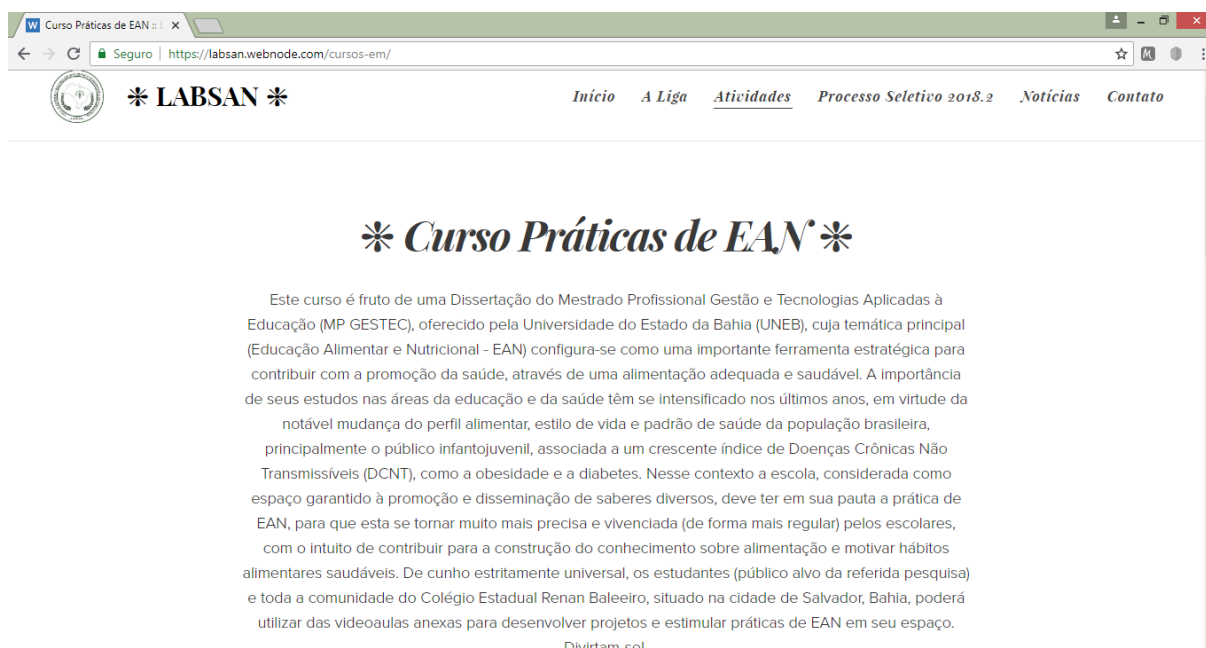 Curso Práticas de EAN :: L
Seguro | https://labsan.webnode.com/cursos-em/
❈ LABSAN ❈
Início A Liga Atividades Processo Seletivo 2018.2 Notícias Contato
❈ Curso Práticas de EAN ❈
Este curso é fruto de uma Dissertação do Mestrado Profissional Gestão e Tecnologias Aplicadas à
Educação (MP GESTEC), oferecido pela Universidade do Estado da Bahia (UNEB), cuja temática principal
(Educação Alimentar e Nutricional - EAN) configura-se como uma importante ferramenta estratégica para
contribuir com a promoção da saúde, através de uma alimentação adequada e saudável. A importância
de seus estudos nas áreas da educação e da saúde têm se intensificado nos últimos anos, em virtude da
notável mudança do perfil alimentar, estilo de vida e padrão de saúde da população brasileira,
principalmente o público infantojuvenil, associada a um crescente índice de Doenças Crônicas Não
Transmissíveis (DCNT), como a obesidade e a diabetes. Nesse contexto a escola, considerada como
espaço garantido à promoção e disseminação de saberes diversos, deve ter em sua pauta a prática de
EAN, para que esta se tornar muito mais precisa e vivenciada (de forma mais regular) pelos escolares,
com o intuito de contribuir para a construção do conhecimento sobre alimentação e motivar hábitos
alimentares saudáveis. De cunho estritamente universal, os estudantes (público alvo da referida pesquisa)
e toda a comunidade do Colégio Estadual Renan Baleeiro, situado na cidade de Salvador, Bahia, poderá
utilizar das videoaulas anexas para desenvolver projetos e estimular práticas de EAN em seu espaço.